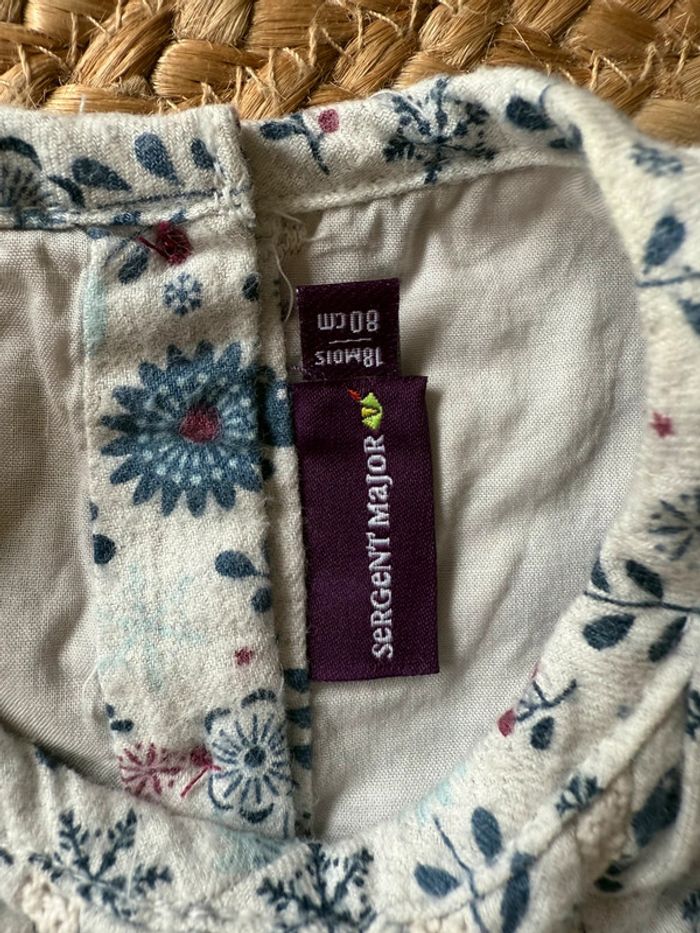 18MOIS
80cm
SERGENT MAJOR